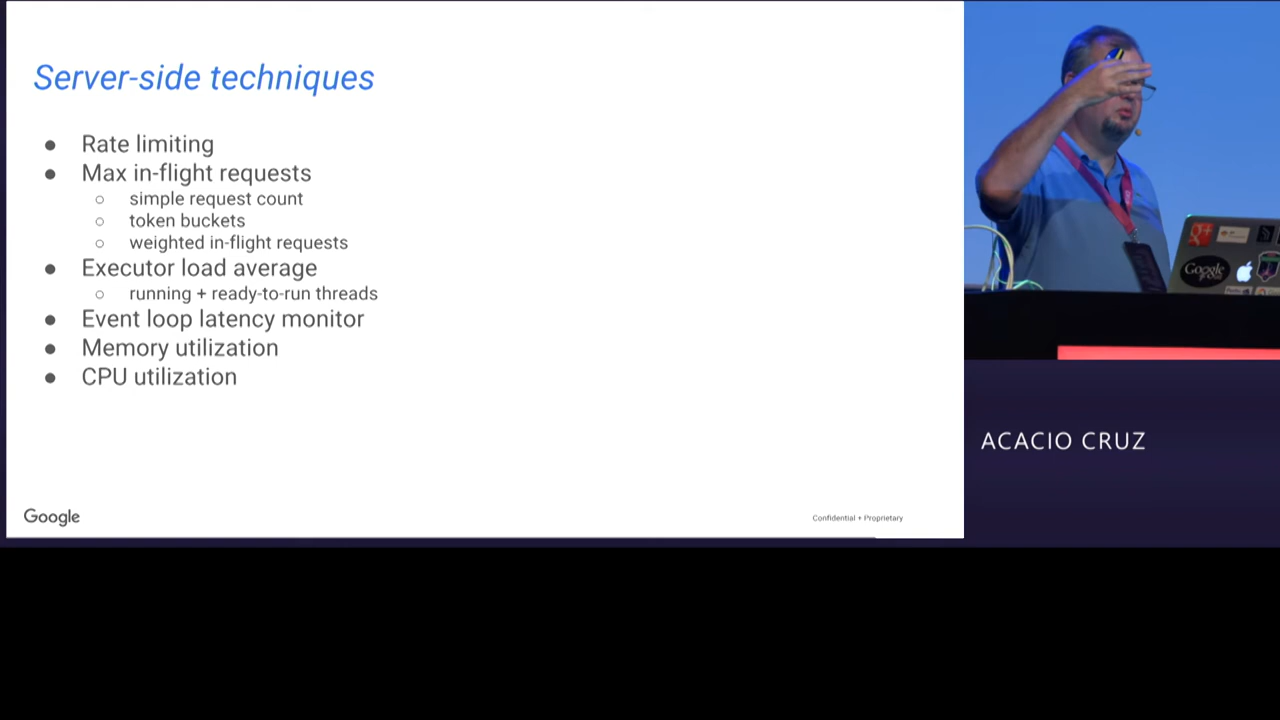 Server-side techniques
● Rate limiting
● Max in-flight requests
○ simple request count
○ token buckets
○ weighted in-flight requests
● Executor load average
○ running + ready-to-run threads
● Event loop latency monitor
● Memory utilization
● CPU utilization
Google
Confidential + Proprietary
g+
Google
ACACIO CRUZ